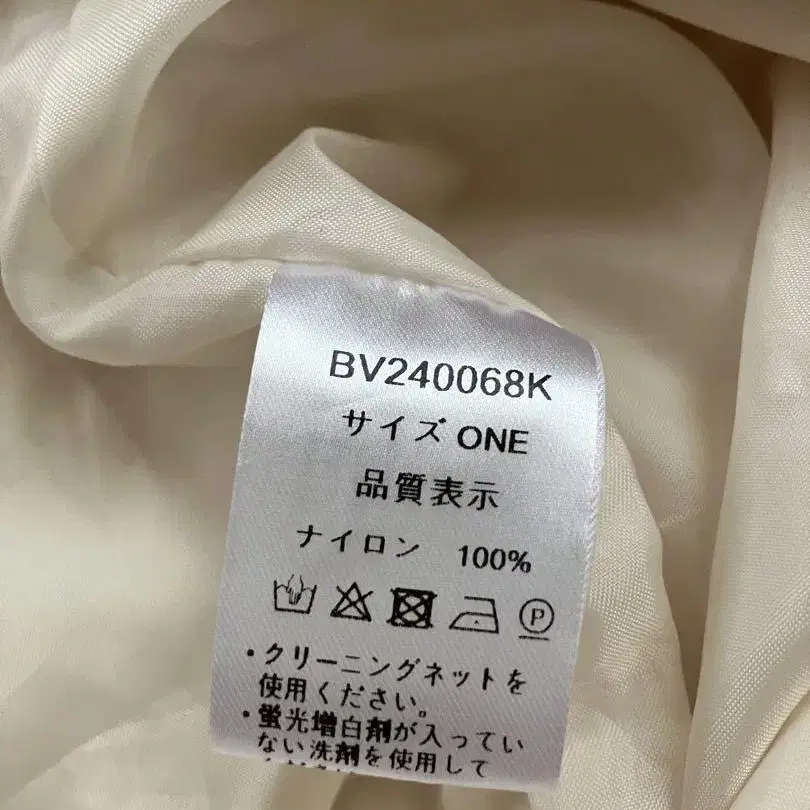 BV240068K
サイズ ONE
品質表示
ナイロン 100%
P
・クリーニングネットを
使用ください。
・蛍光増白剤が入ってい
ない洗剤を使用して